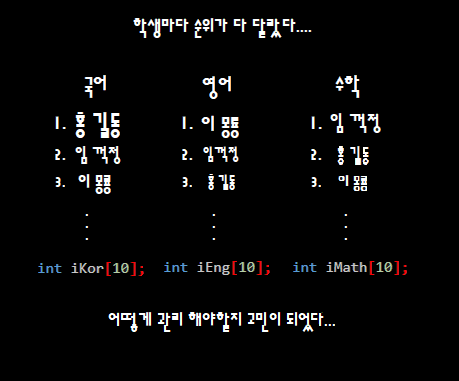 학생마다 순위가 다 달랐다....
국어 영어 수학
1. 홍 길동 1. 이 몽룡 1. 임 꺽정
2. 임 꺽정 2. 임꺽정 2. 홍 길동
3. 이 몽룡 3. 홍 길동 3. 이 몽룡
. . .
. . .
. . .
int iKor[10]; int iEng[10]; int iMath[10];
어떻게 관리 해야할지 고민이 되었다...